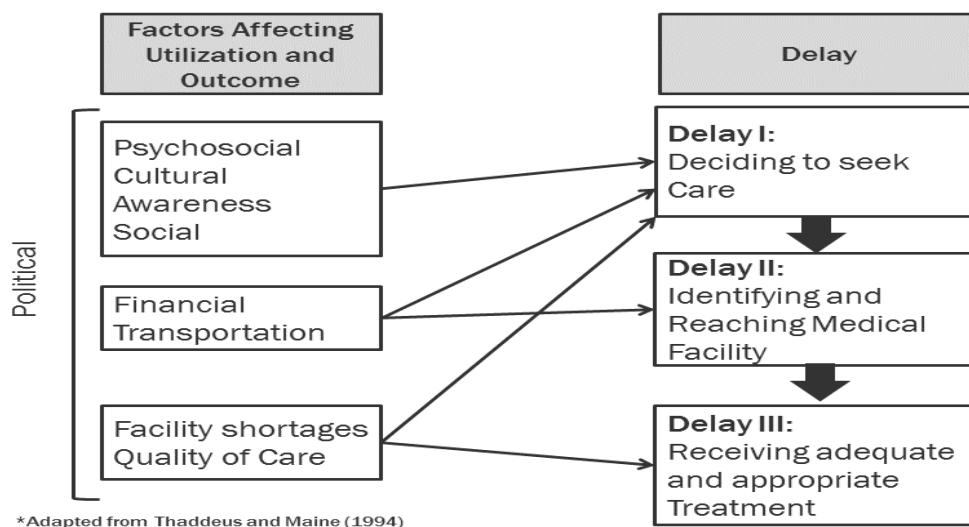 Factors Affecting
Utilization and
Outcome
Delay
Political
Psychosocial
Cultural
Awareness
Social
Financial
Transportation
Facility shortages
Quality of Care
Delay I:
Deciding to seek
Care
Delay II:
Identifying and
Reaching Medical
Facility
Delay III:
Receiving adequate
and appropriate
Treatment
*Adapted from Thaddeus and Maine (1994)